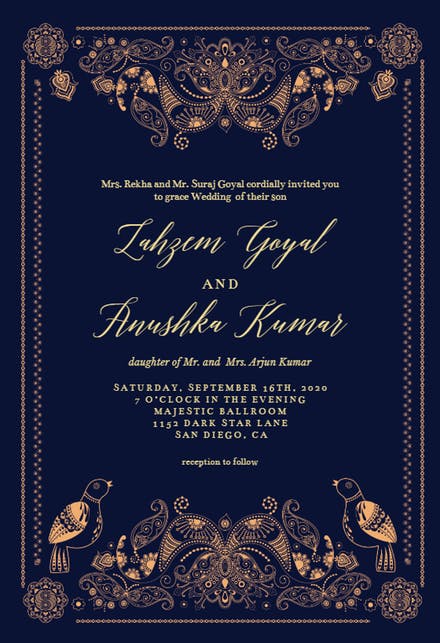 Mrs. Rekha and Mr. Suraj Goyal cordially invited you
to grace Wedding of their son
Lahzem Goyal
AND
Anushka Kumar
daughter of Mr. and Mrs. Arjun Kumar
SATURDAY, SEPTEMBER 16TH, 2020
7 O'CLOCK IN THE EVENING
MAJESTIC BALLROOM
1152 DARK STAR LANE
SAN DIEGO, CA
reception to follow